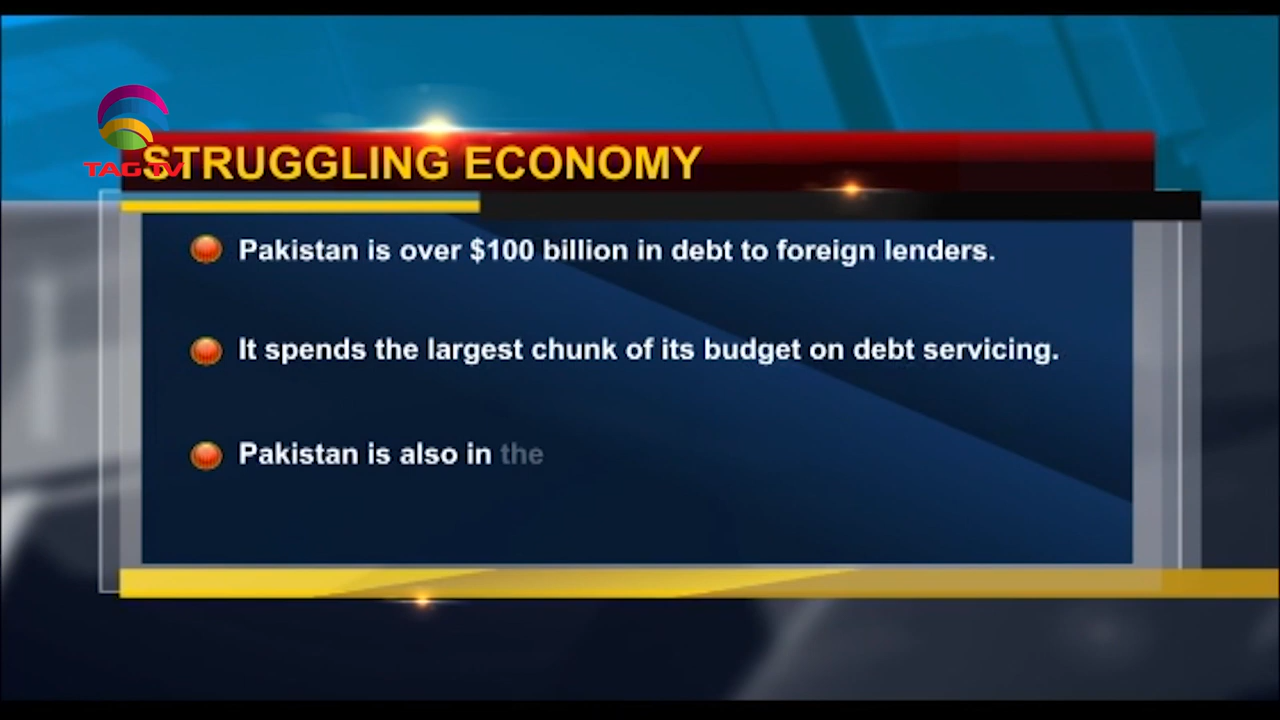 TAG TV
STRUGGLING ECONOMY
Pakistan is over $100 billion in debt to foreign lenders.
It spends the largest chunk of its budget on debt servicing.
Pakistan is also in the